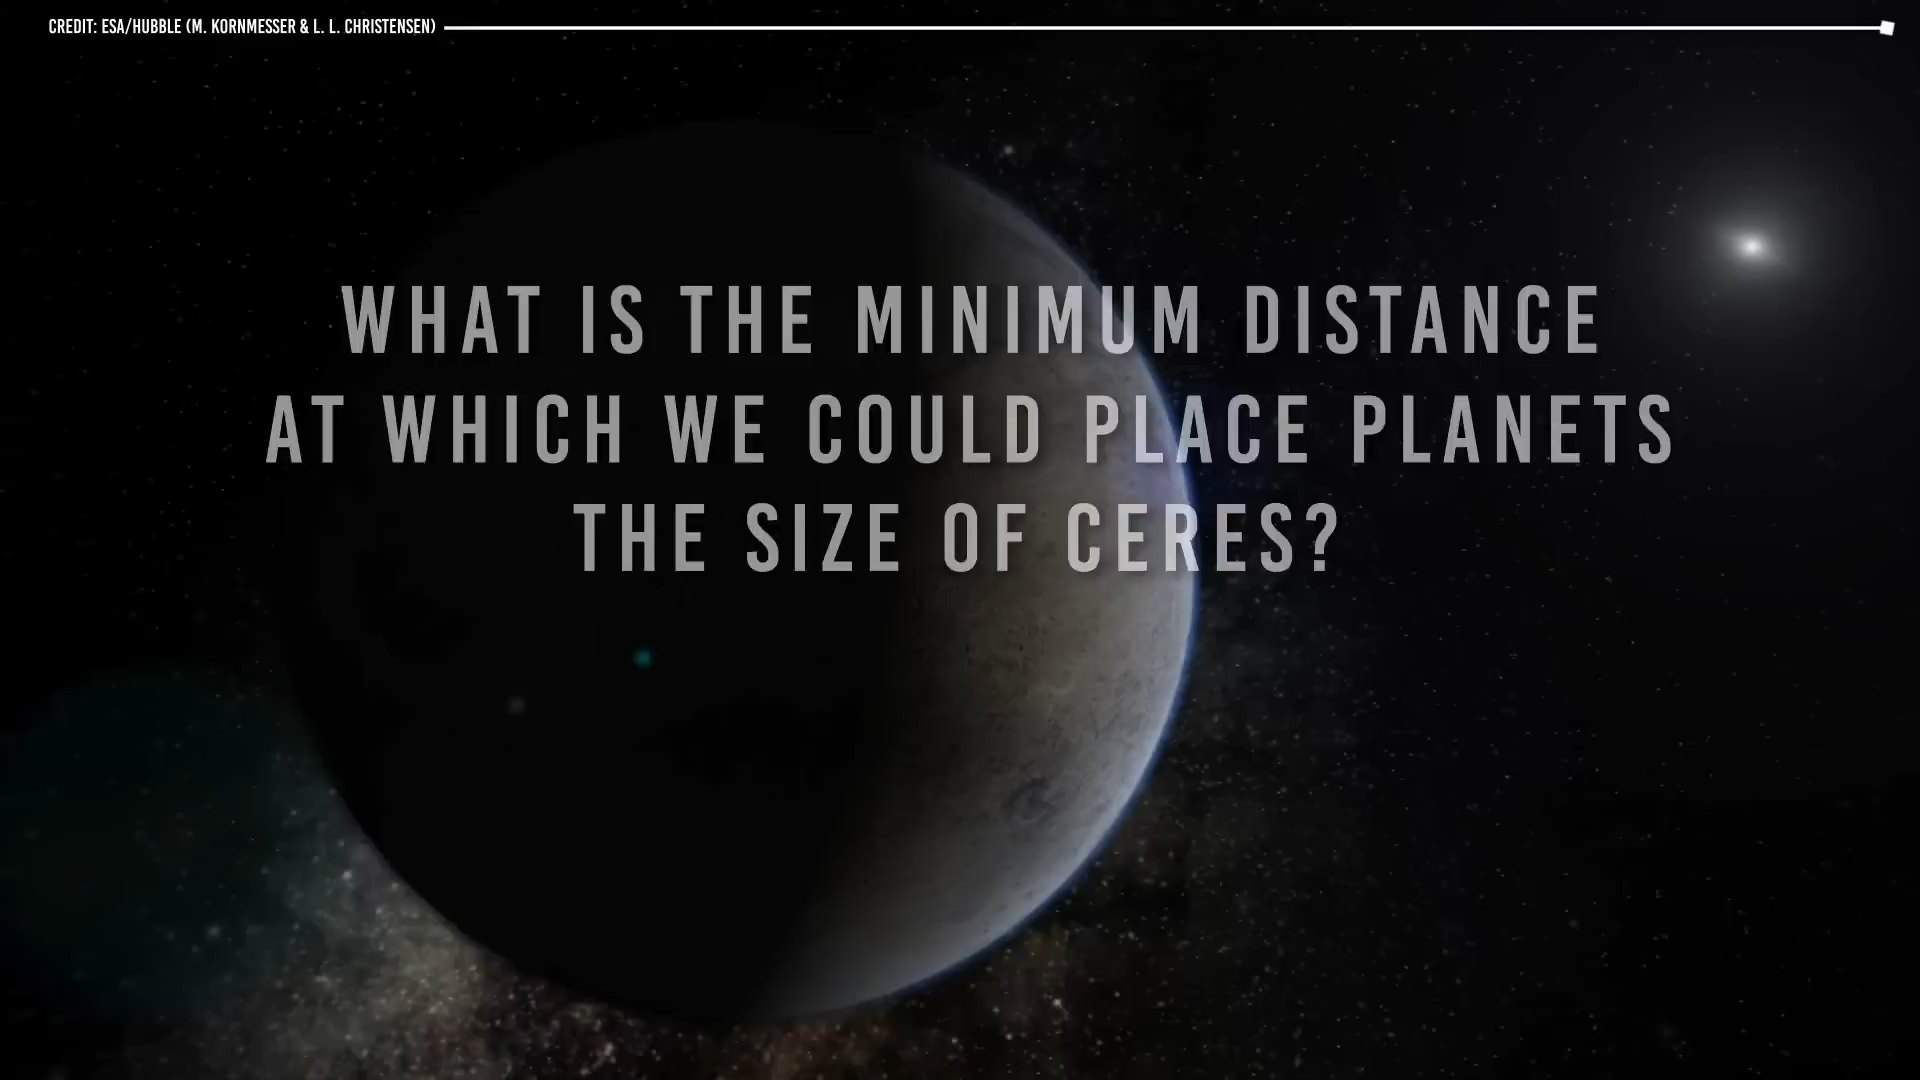 CREDIT: ESA/HUBBLE (M. KORNMESSER & L. L. CHRISTENSEN)
WHAT IS THE MINIMUM DISTANCE
AT WHICH WE COULD PLACE PLANETS
THE SIZE OF CERES?